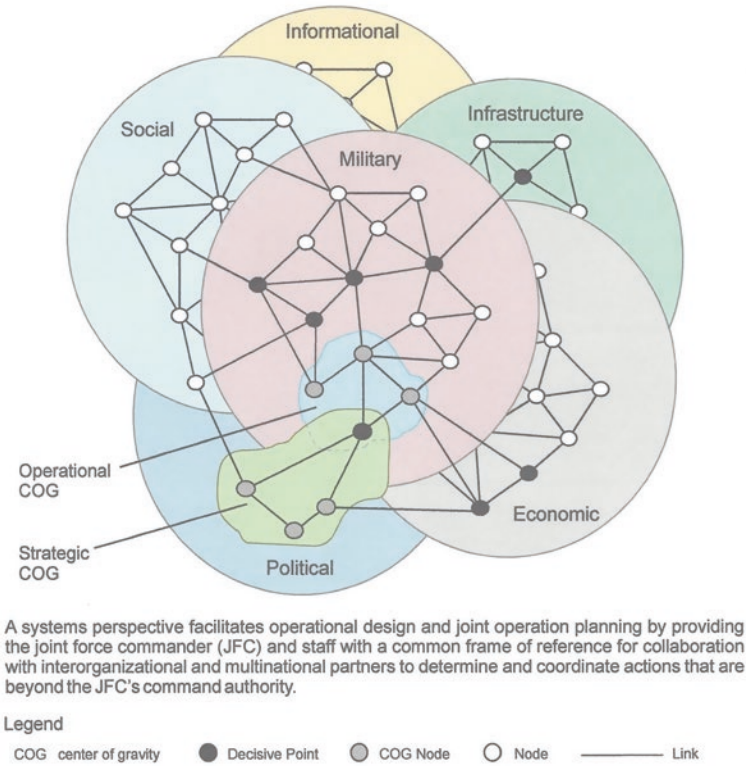 Informational
Infrastructure
Social
Military
Operational
COG
Strategic
COG
Economic
Political
A systems perspective facilitates operational design and joint operation planning by providing
the joint force commander (JFC) and staff with a common frame of reference for collaboration
with interorganizational and multinational partners to determine and coordinate actions that are
beyond the JFC's command authority.
Legend
COG center of gravity Decisive Point COG Node Node Link